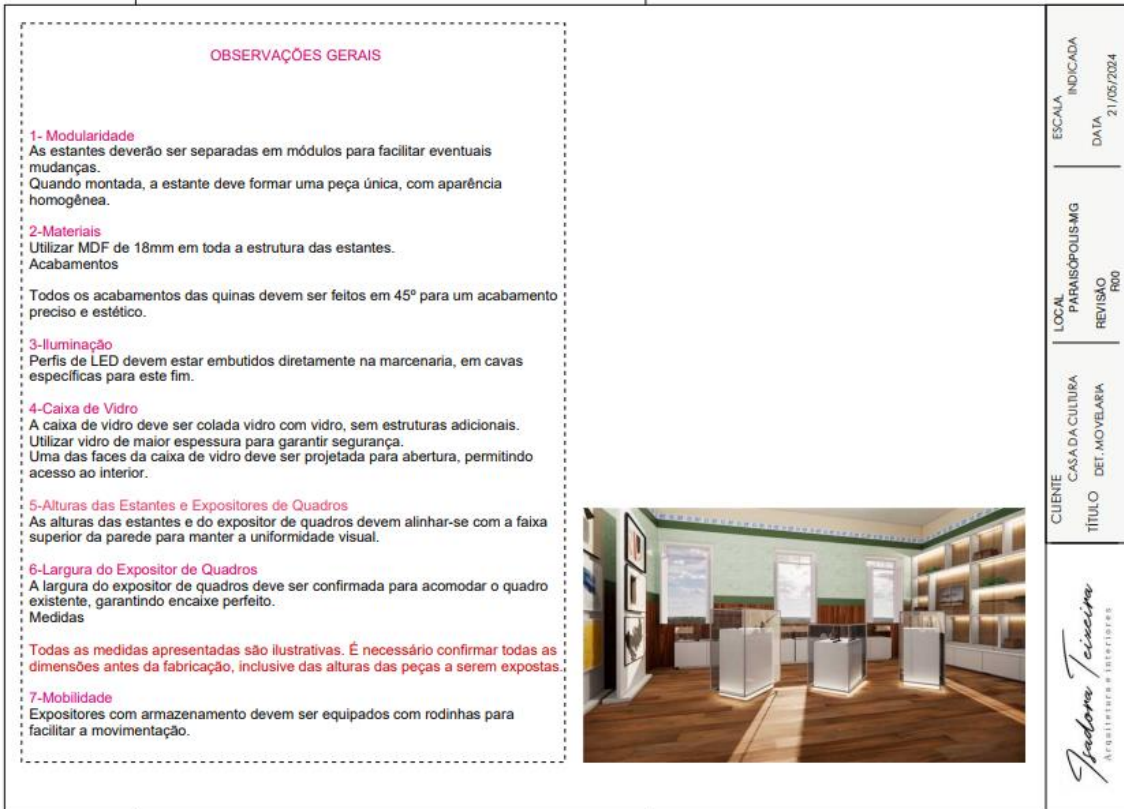 OBSERVAÇÕES GERAIS
1- Modularidade
As estantes deverão ser separadas em módulos para facilitar eventuais
mudanças.
Quando montada, a estante deve formar uma peça única, com aparência
homogênea.
2-Materiais
Utilizar MDF de 18mm em toda a estrutura das estantes.
Acabamentos
Todos os acabamentos das quinas devem ser feitos em 45º para um acabamento
preciso e estético.
3-Iluminação
Perfis de LED devem estar embutidos diretamente na marcenaria, em cavas
específicas para este fim.
4-Caixa de Vidro
A caixa de vidro deve ser colada vidro com vidro, sem estruturas adicionais.
Utilizar vidro de maior espessura para garantir segurança.
Uma das faces da caixa de vidro deve ser projetada para abertura, permitindo
acesso ao interior.
5-Alturas das Estantes e Expositores de Quadros
As alturas das estantes e do expositor de quadros devem alinhar-se com a faixa
superior da parede para manter a uniformidade visual.
6-Largura do Expositor de Quadros
A largura do expositor de quadros deve ser confirmada para acomodar o quadro
existente, garantindo encaixe perfeito.
Medidas
Todas as medidas apresentadas são ilustrativas. É necessário confirmar todas as
dimensões antes da fabricação, inclusive das alturas das peças a serem expostas.
7-Mobilidade
Expositores com armazenamento devem ser equipados com rodinhas para
facilitar a movimentação.
CLIENTE
CASA DA CULTURA
TÍTULO DET. MOVELARIA
LOCAL
PARAISÓPOLIS-MG
REVISÃO
R00
ESCALA
INDICADA
DATA
21/05/2024
Isadora Teixeira
Arquitetura e interiores